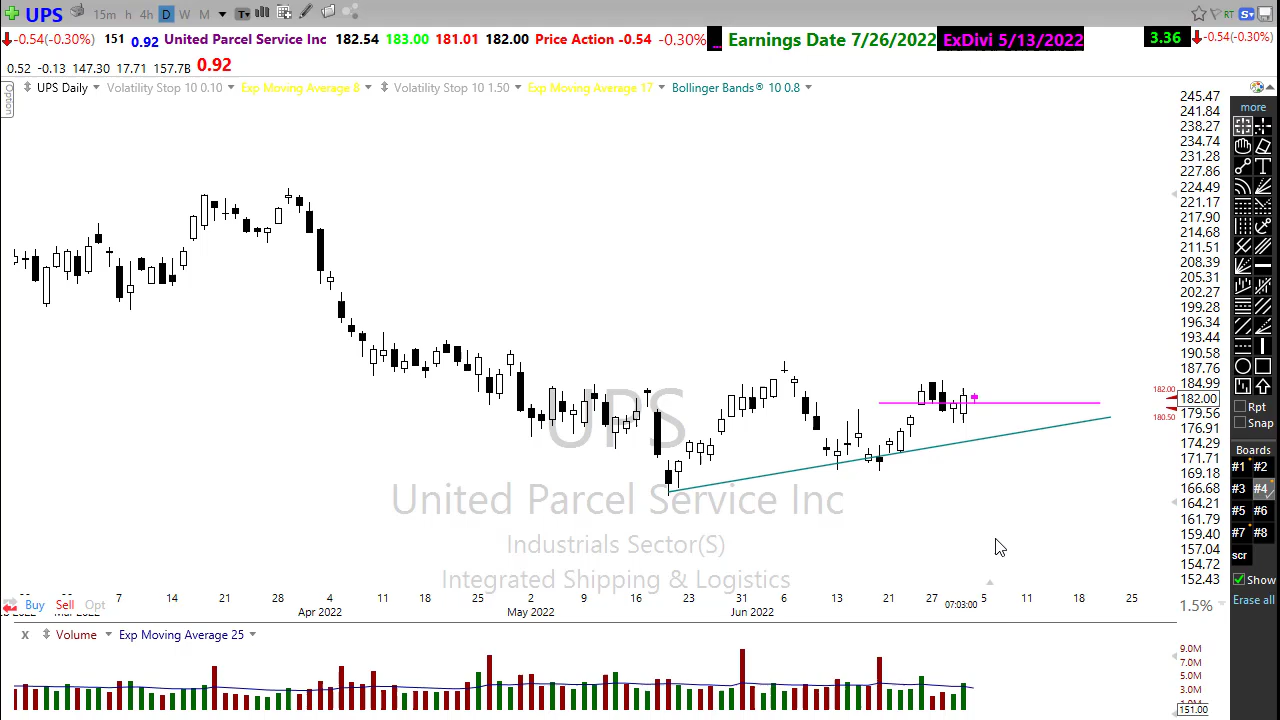 UPS 15m h 4h D W M T RT S
-0.54(-0.30%) 151 0.92 United Parcel Service Inc 182.54 183.00 181.01 182.00 Price Action -0.54 -0.30% ... Earnings Date 7/26/2022 ExDivi 5/13/2022 3.36 -0.54(-0.30%)
0.52 -0.13 147.30 17.71 157.7B 0.92
Option
UPS Daily Volatility Stop 10 0.10 Exp Moving Average 8 Volatility Stop 10 1.50 Exp Moving Average 17 Bollinger Bands® 10 0.8
245.47
241.84
238.27
234.74
231.28
227.86
224.49
221.17
217.90
214.68
211.51
208.39
205.31
202.27
199.28
196.34
193.44
190.58
187.76
184.99
182.00
182.00
179.56
180.50
176.91
174.29
171.71
169.18
166.68
164.21
161.79
159.40
157.04
154.72
152.43
more
Rpt
Snap
Boards
#1 #2
#3 #4
#5 #6
#7 #8
scr
Show
Erase all
UPS
United Parcel Service Inc
Industrials Sector(S)
Integrated Shipping & Logistics
7 14 21 4 11 18 25 2 9 16 23 6 13 21 27 07:03:00 5 11 18 25
Apr 2022 May 2022 Jun 2022
Buy Sell Opt
1.5%
x Volume Exp Moving Average 25
9.0M
7.0M
5.0M
3.0M
151.00